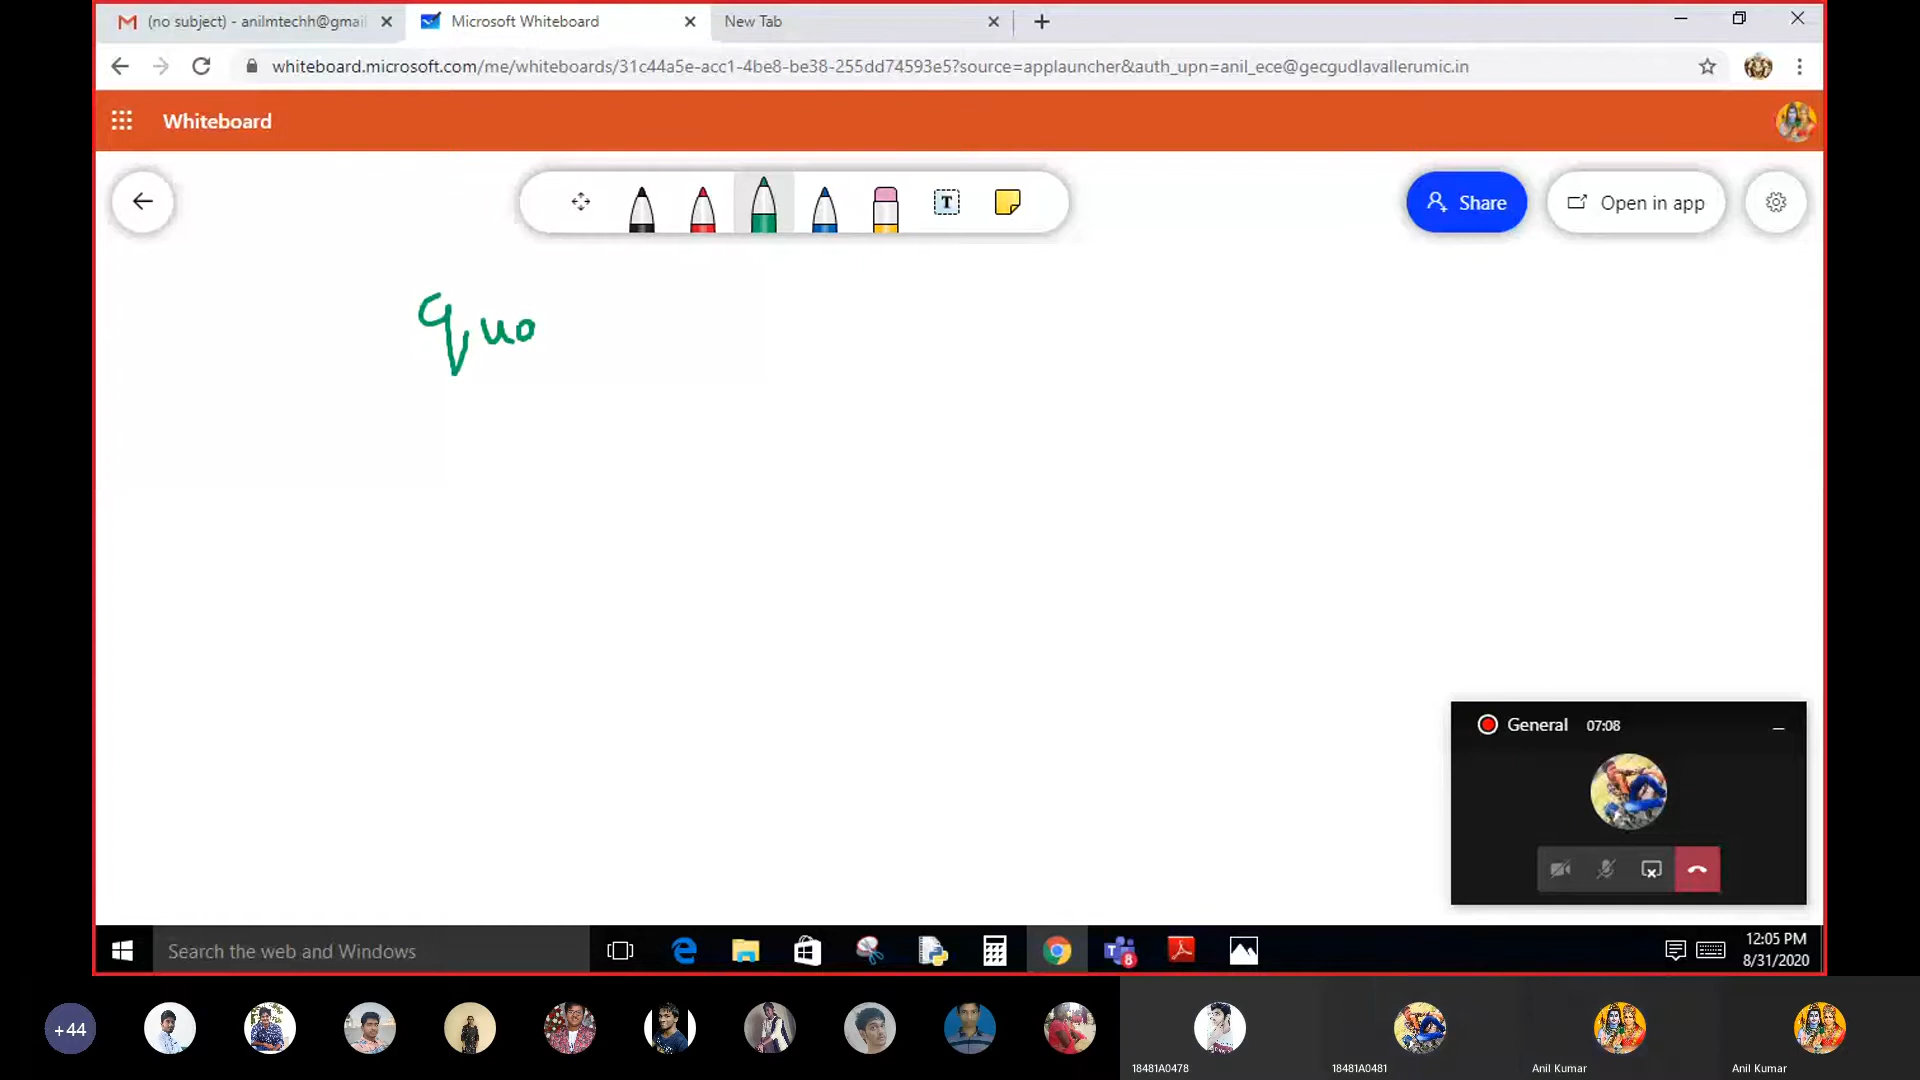 (no subject) - anilmtechh@gmai
Microsoft Whiteboard
New Tab
whiteboard.microsoft.com/me/whiteboards/31c44a5e-acc1-4be8-be38-255dd74593e5?source=applauncher&auth_upn=anil_ece@gecgudlavallerumic.in
Whiteboard
T
Share
Open in app
quo
General 07:08
Search the web and Windows
8
12:05 PM
8/31/2020
+44
18481A0478
18481A0481
Anil Kumar
Anil Kumar